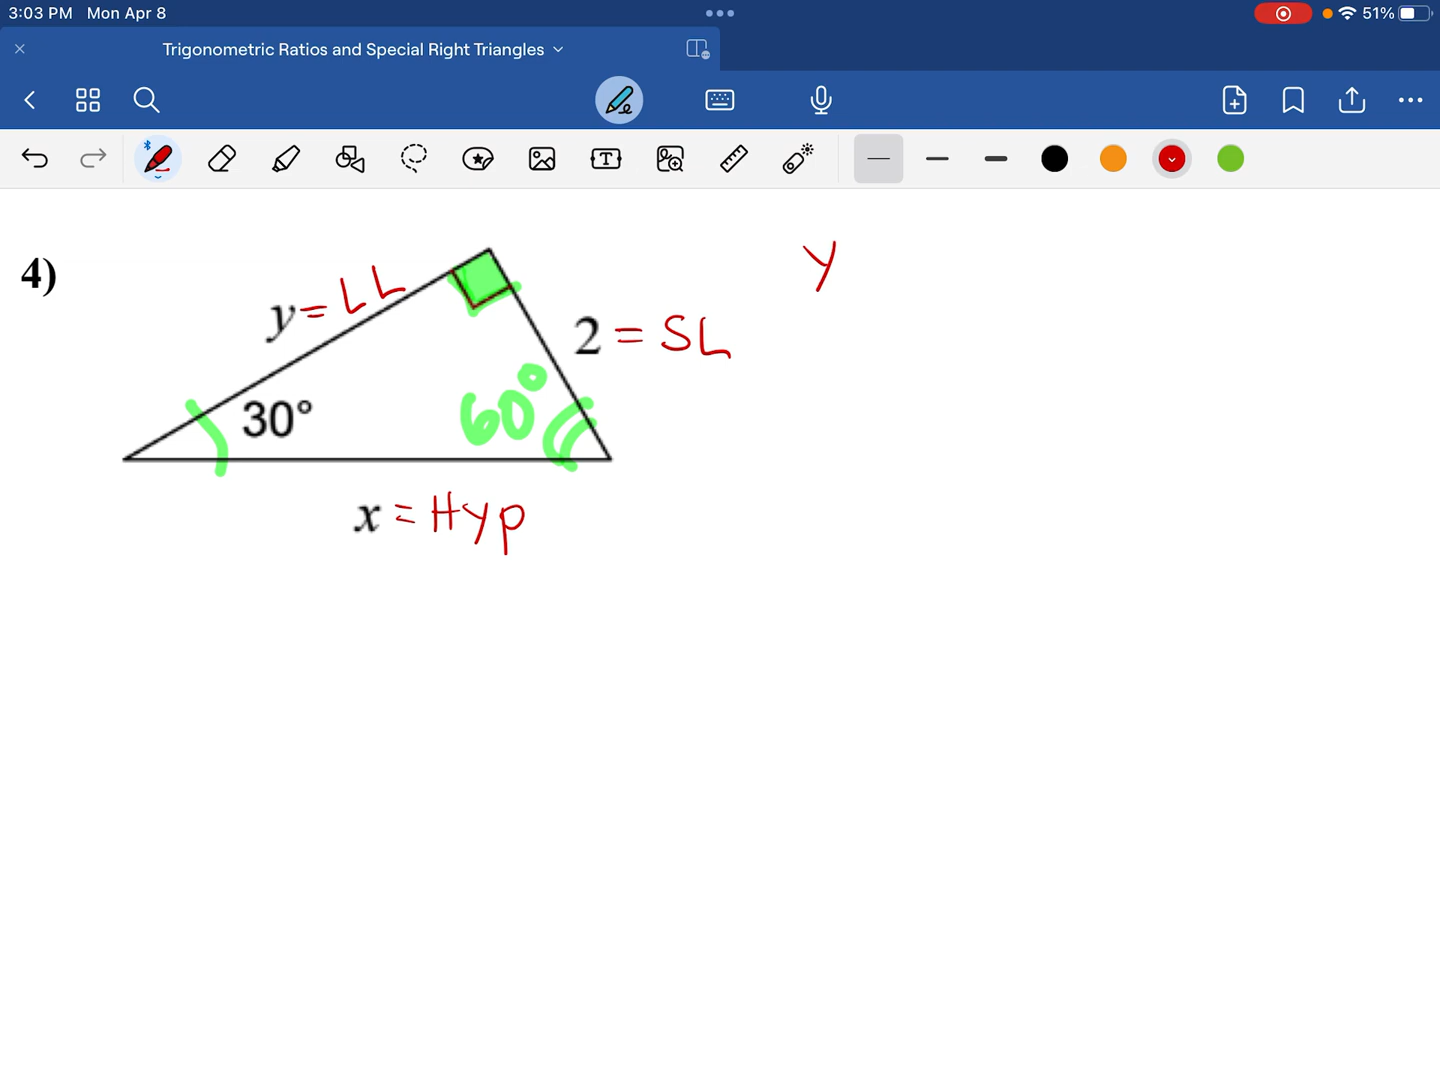 3:03 PM Mon Apr 8
51%
Trigonometric Ratios and Special Right Triangles
4)
y = LL
Y
2 = SL
30°
60°
x = Hyp